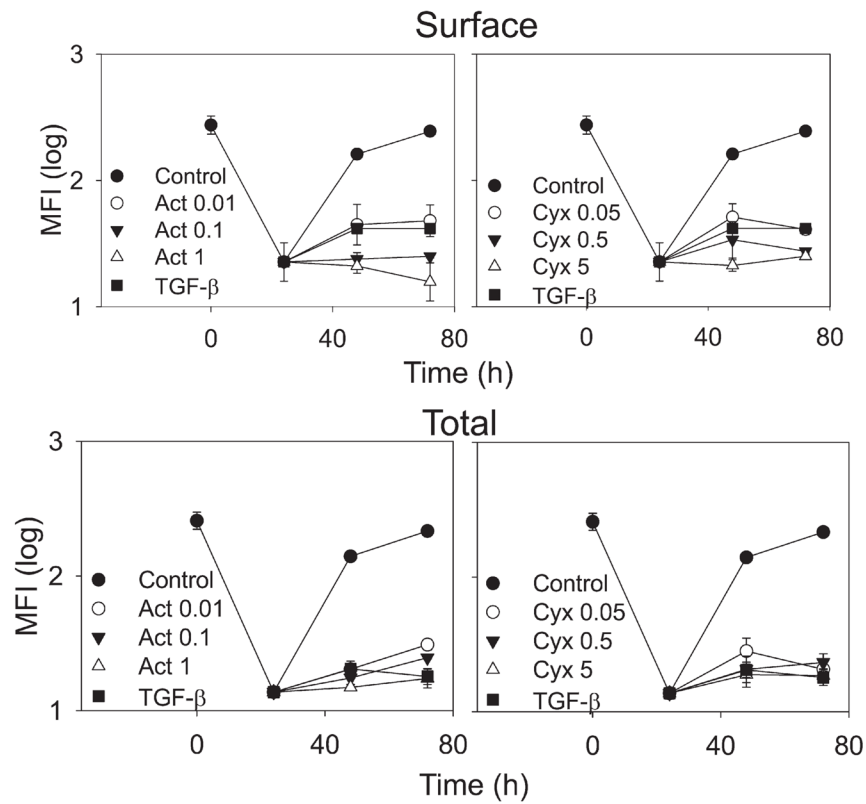 Surface
3
2
1
MFI (log)
Control
Act 0.01
Act 0.1
Act 1
TGF-β
0 40 80
Control
Cyx 0.05
Cyx 0.5
Cyx 5
TGF-β
0 40 80
Time (h)
Total
3
2
1
MFI (log)
Control
Act 0.01
Act 0.1
Act 1
TGF-β
0 40 80
Control
Cyx 0.05
Cyx 0.5
Cyx 5
TGF-β
0 40 80
Time (h)